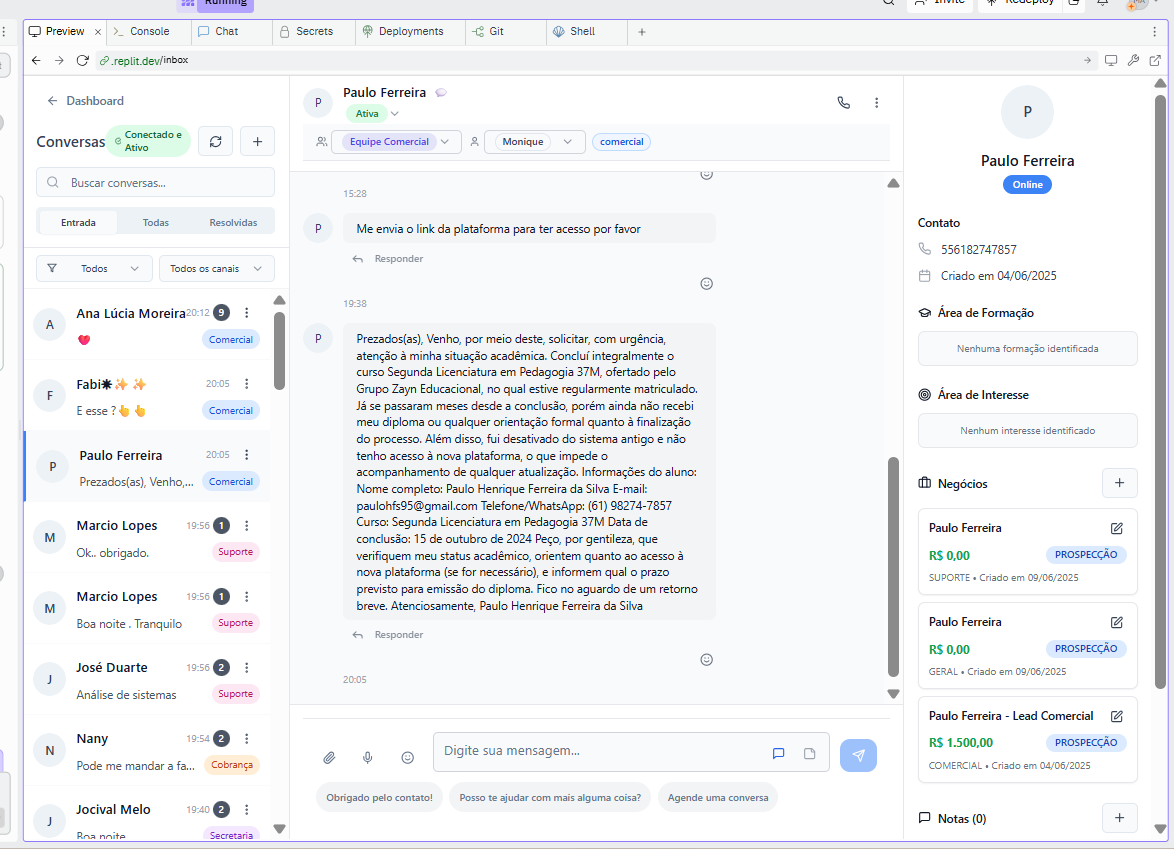 Running
Invite
Redeploy
Preview
Console
Chat
Secrets
Deployments
Git
Shell
.replit.dev/inbox
Dashboard
Conversas
Conectado e
Ativo
Buscar conversas...
Entrada
Todas
Resolvidas
Todos
Todos os canais
A
Ana Lúcia Moreira
20:12
9
❤️
Comercial
F
Fabi✷✨ ✨
20:05
E esse ?👆👆
Comercial
P
Paulo Ferreira
20:05
Prezados(as), Venho,...
Comercial
M
Marcio Lopes
19:56
1
Ok.. obrigado.
Suporte
M
Marcio Lopes
19:56
1
Boa noite . Tranquilo
Suporte
J
José Duarte
19:56
2
Análise de sistemas
Suporte
N
Nany
19:54
2
Pode me mandar a fa...
Cobrança
J
Jocival Melo
19:40
2
Boa noite
Secretaria
P
Paulo Ferreira
Ativa
Equipe Comercial
Monique
comercial
15:28
P
Me envia o link da plataforma para ter acesso por favor
Responder
19:38
P
Prezados(as), Venho, por meio deste, solicitar, com urgência,
atenção à minha situação acadêmica. Concluí integralmente o
curso Segunda Licenciatura em Pedagogia 37M, ofertado pelo
Grupo Zayn Educacional, no qual estive regularmente matriculado.
Já se passaram meses desde a conclusão, porém ainda não recebi
meu diploma ou qualquer orientação formal quanto à finalização
do processo. Além disso, fui desativado do sistema antigo e não
tenho acesso à nova plataforma, o que impede o
acompanhamento de qualquer atualização. Informações do aluno:
Nome completo: Paulo Henrique Ferreira da Silva E-mail:
paulohfs95@gmail.com Telefone/WhatsApp: (61) 98274-7857
Curso: Segunda Licenciatura em Pedagogia 37M Data de
conclusão: 15 de outubro de 2024 Peço, por gentileza, que
verifiquem meu status acadêmico, orientem quanto ao acesso à
nova plataforma (se for necessário), e informem qual o prazo
previsto para emissão do diploma. Fico no aguardo de um retorno
breve. Atenciosamente, Paulo Henrique Ferreira da Silva
Responder
20:05
Digite sua mensagem...
Obrigado pelo contato!
Posso te ajudar com mais alguma coisa?
Agende uma conversa
P
Paulo Ferreira
Online
Contato
556182747857
Criado em 04/06/2025
Área de Formação
Nenhuma formação identificada
Área de Interesse
Nenhum interesse identificado
Negócios
Paulo Ferreira
R$ 0,00
PROSPECÇÃO
SUPORTE • Criado em 09/06/2025
Paulo Ferreira
R$ 0,00
PROSPECÇÃO
GERAL • Criado em 09/06/2025
Paulo Ferreira - Lead Comercial
R$ 1.500,00
PROSPECÇÃO
COMERCIAL • Criado em 04/06/2025
Notas (0)